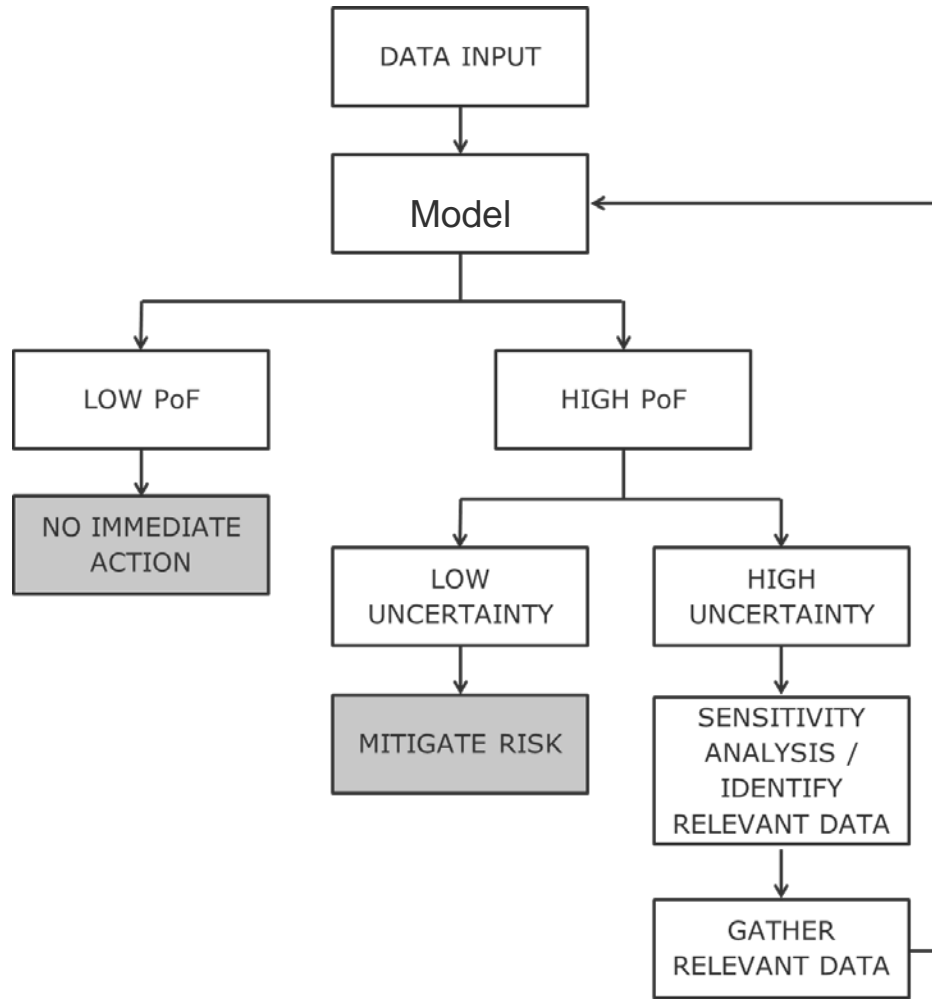 DATA INPUT
Model
LOW PoF
HIGH PoF
NO IMMEDIATE
ACTION
LOW
UNCERTAINTY
HIGH
UNCERTAINTY
MITIGATE RISK
SENSITIVITY
ANALYSIS /
IDENTIFY
RELEVANT DATA
GATHER
RELEVANT DATA